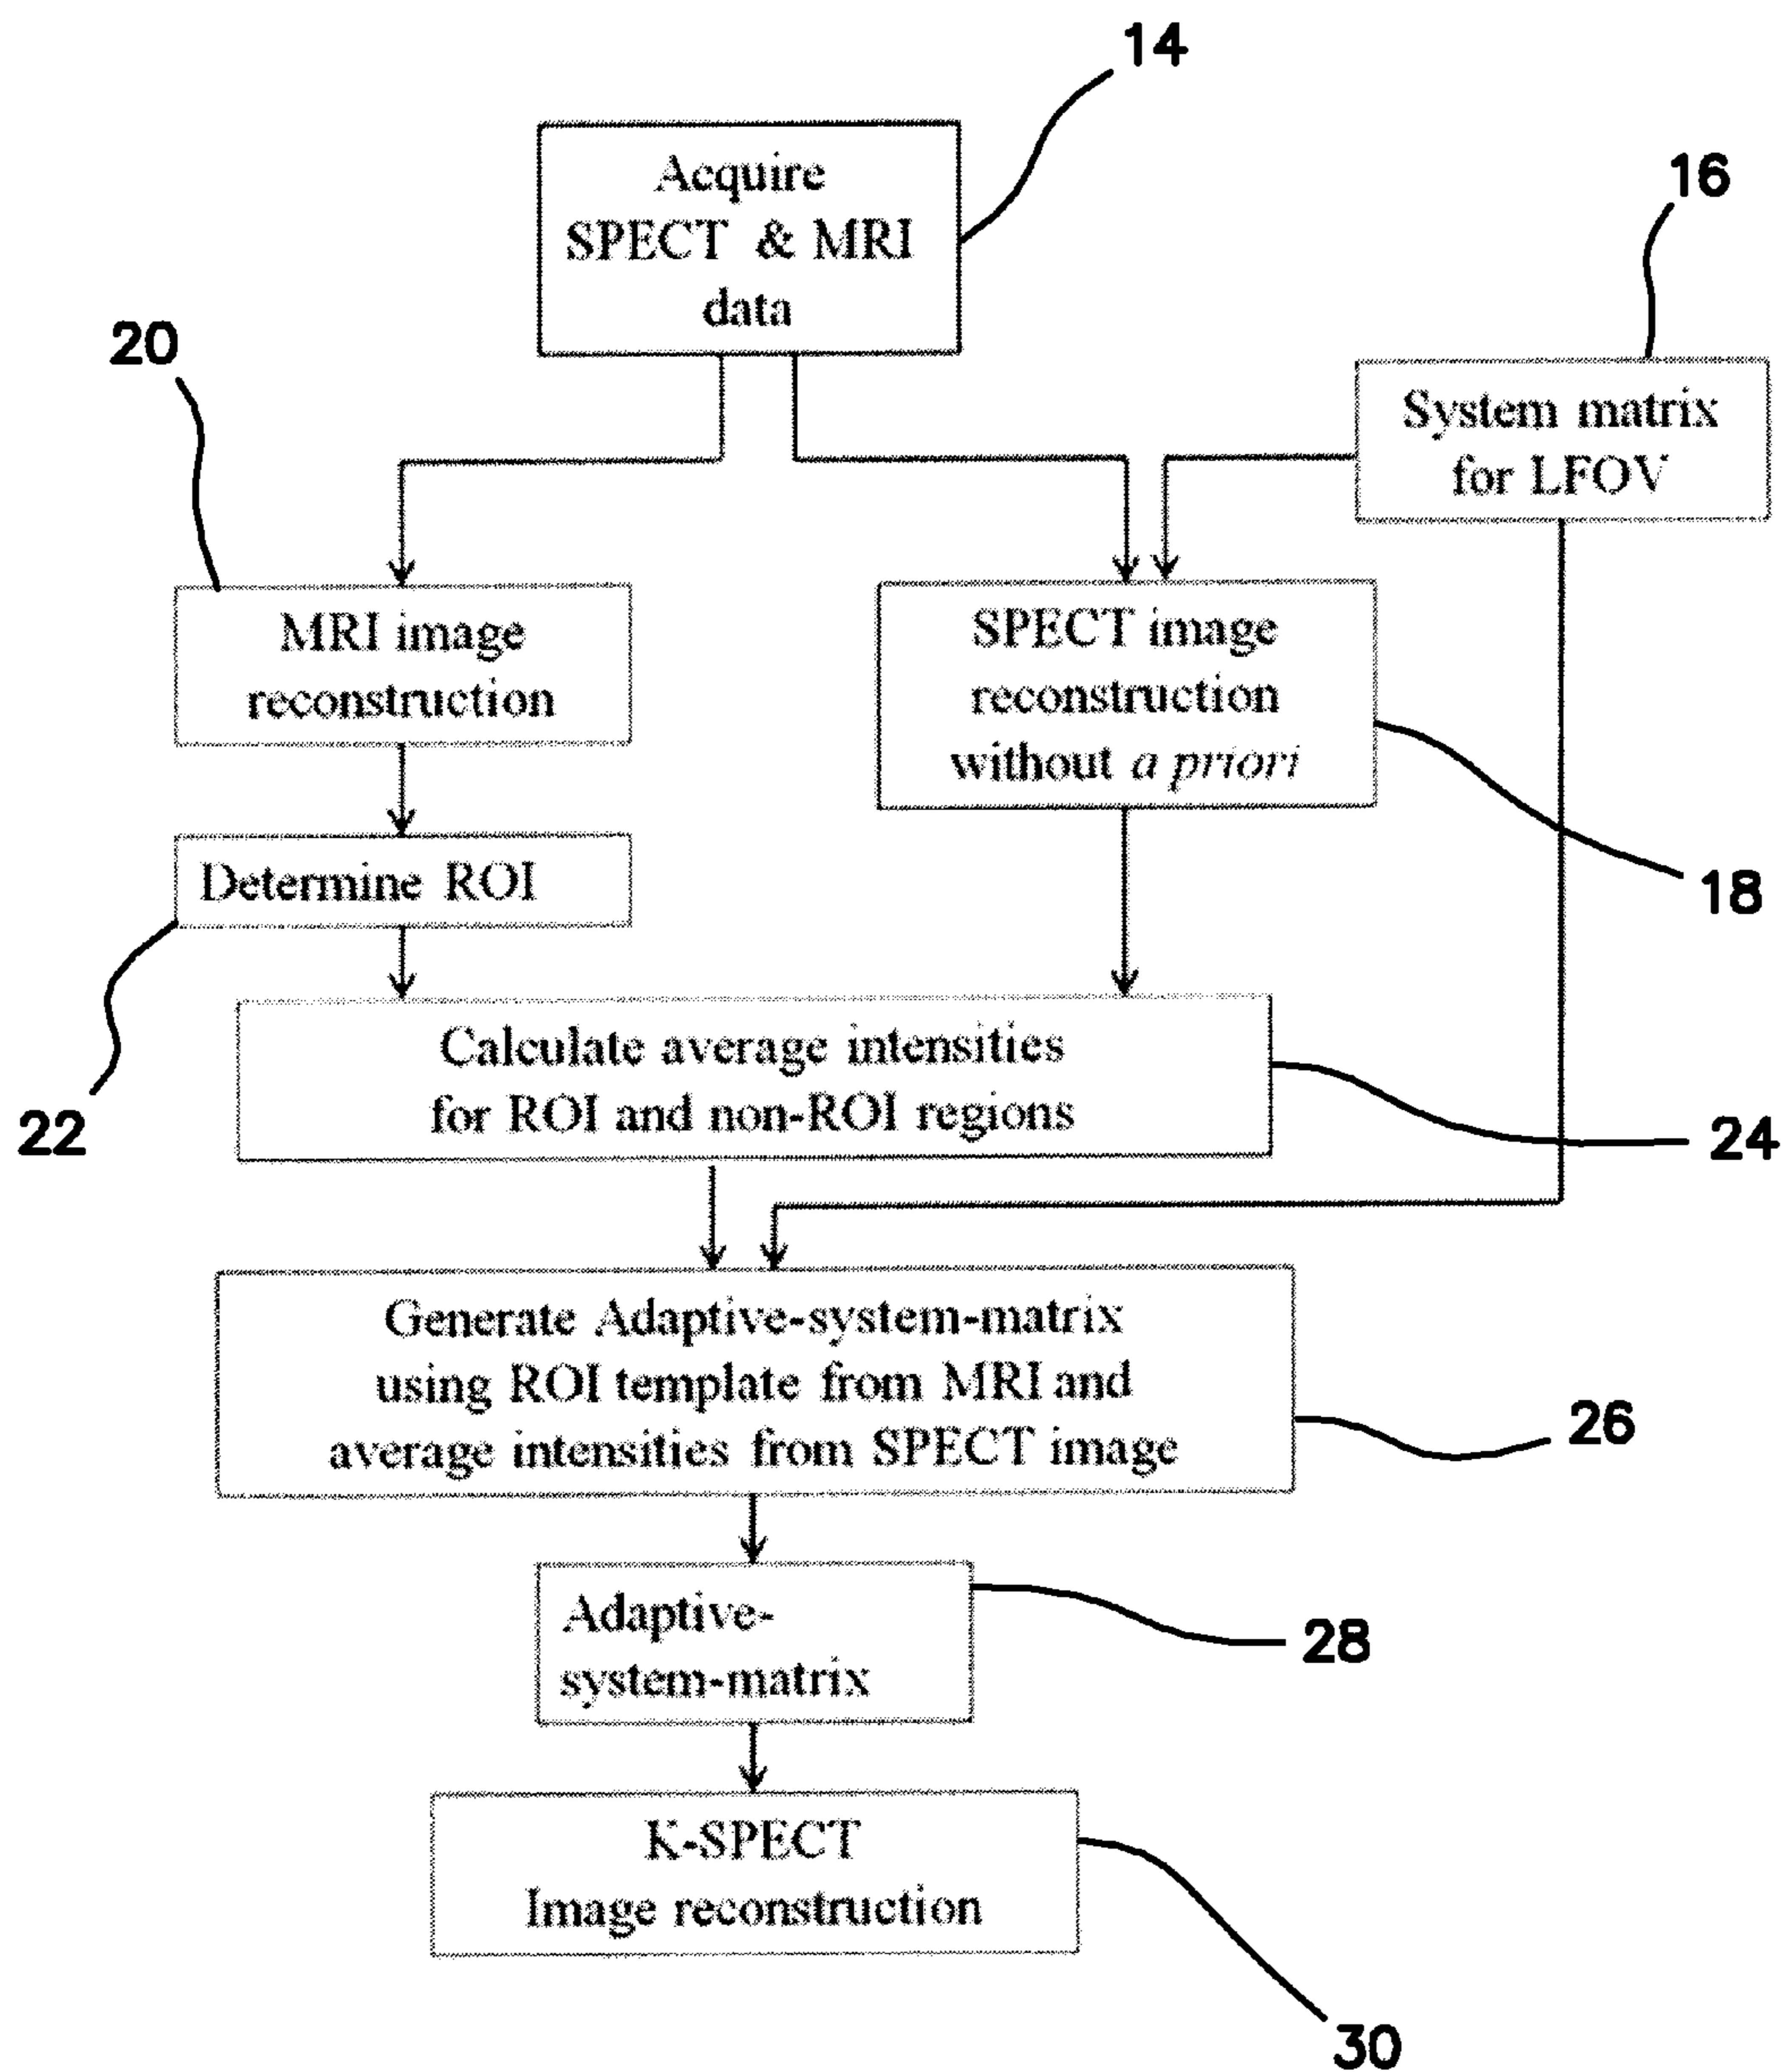 14
Acquire
SPECT & MRI
data
16
System matrix
for LFOV
20
MRI image
reconstruction
SPECT image
reconstruction
without a priori
18
Determine ROI
22
Calculate average intensities
for ROI and non-ROI regions
24
Generate Adaptive-system-matrix
using ROI template from MRI and
average intensities from SPECT image
26
Adaptive-
system-matrix
28
K-SPECT
Image reconstruction
30